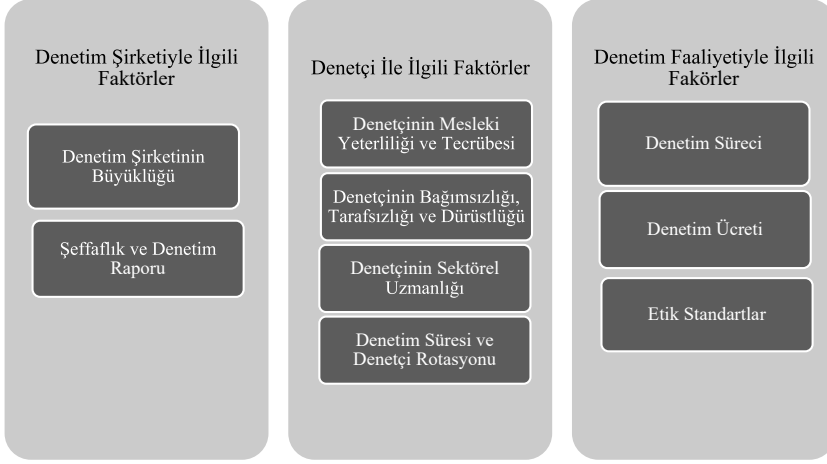 Denetim Şirketiyle İlgili
Faktörler
Denetim Şirketinin
Büyüklüğü
Şeffaflık ve Denetim
Raporu
Denetçi İle İlgili Faktörler
Denetçinin Mesleki
Yeterliliği ve Tecrübesi
Denetçinin Bağımsızlığı,
Tarafsızlığı ve Dürüstlüğü
Denetçinin Sektörel
Uzmanlığı
Denetim Süresi ve
Denetçi Rotasyonu
Denetim Faaliyetiyle İlgili
Fakörler
Denetim Süreci
Denetim Ücreti
Etik Standartlar